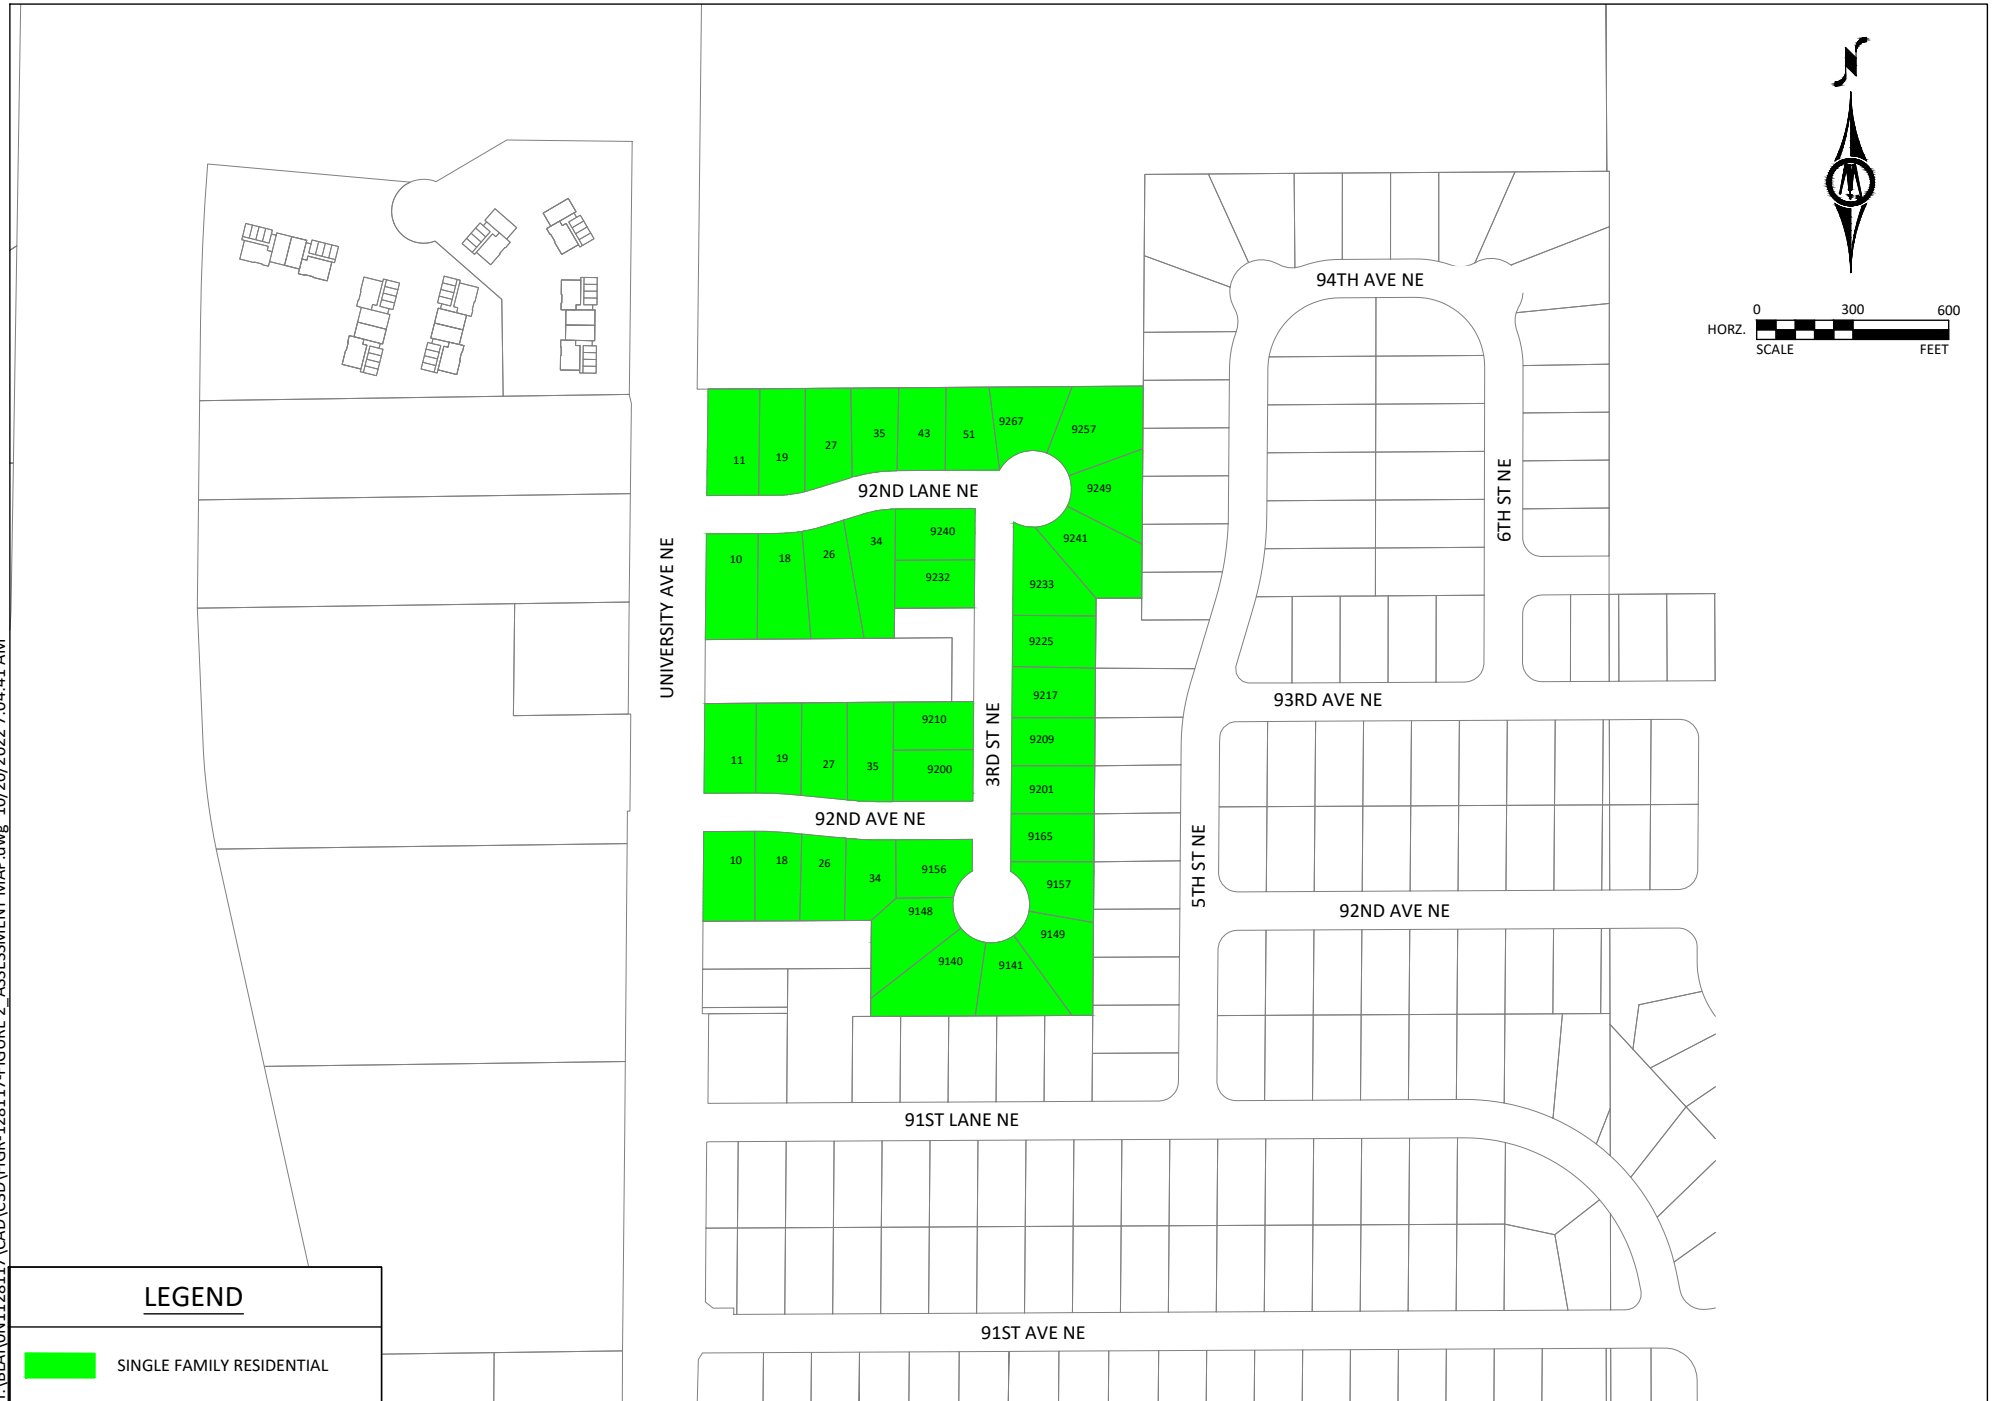 94TH AVE NE
0 300 600
HORZ.
SCALE FEET
9267
35 43 51
9257
27
11 19
6TH ST NE
92ND LANE NE
9249
9240
9241
34
26
10 18
UNIVERSITY AVE NE
9232
9233
9225
9217
93RD AVE NE
9210
3RD ST NE
9209
11 19 27 35
9200
9201
92ND AVE NE
9165
5TH ST NE
10 18 26
9156
34
9157
9148
92ND AVE NE
9149
9140 9141
91ST LANE NE
LEGEND
91ST AVE NE
SINGLE FAMILY RESIDENTIAL